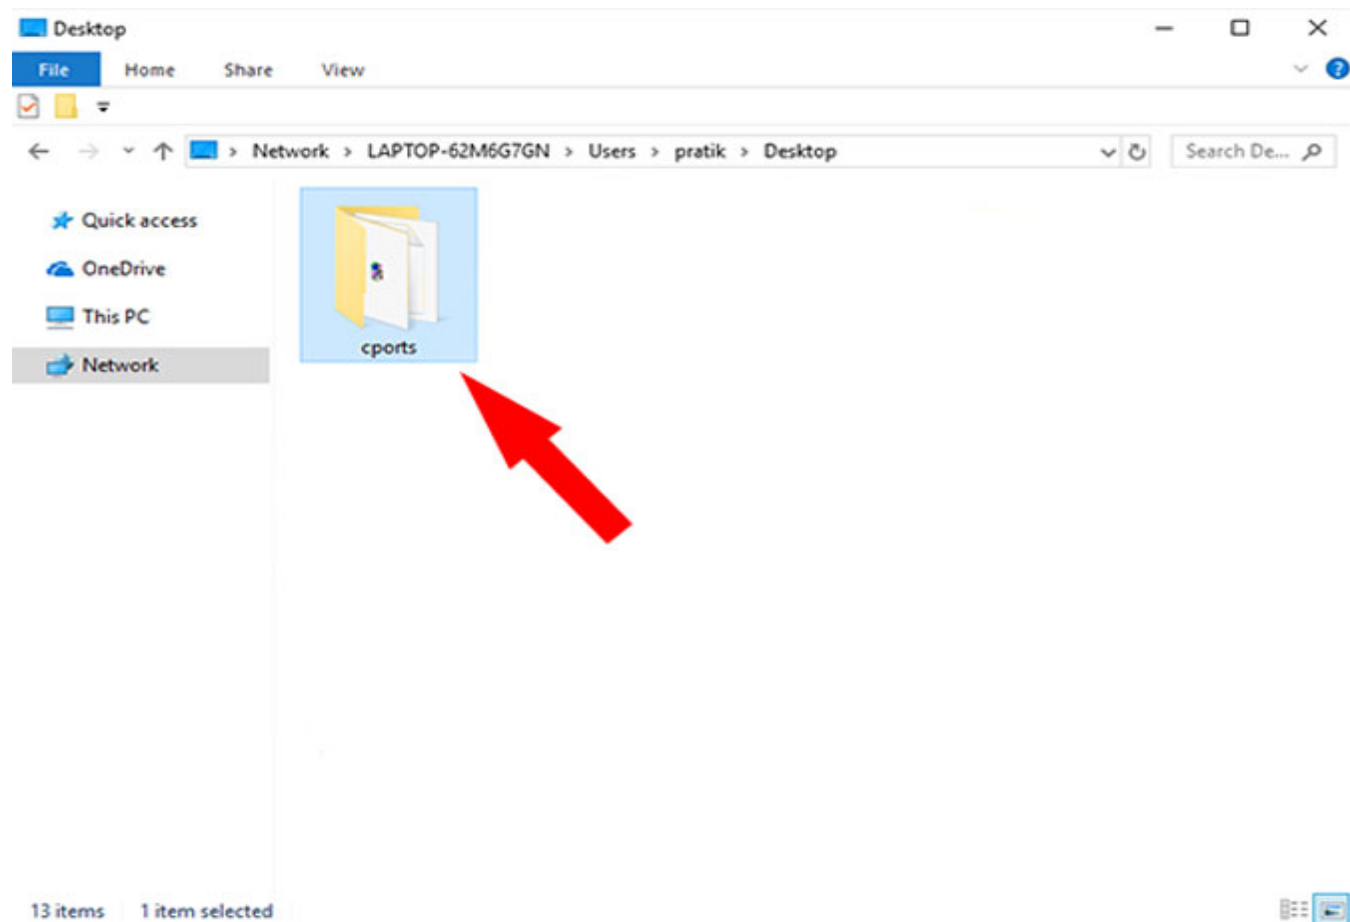 Desktop
File Home Share View
Network > LAPTOP-62M6G7GN > Users > pratik > Desktop
Search De...
Quick access
OneDrive
This PC
Network
cports
13 items 1 item selected